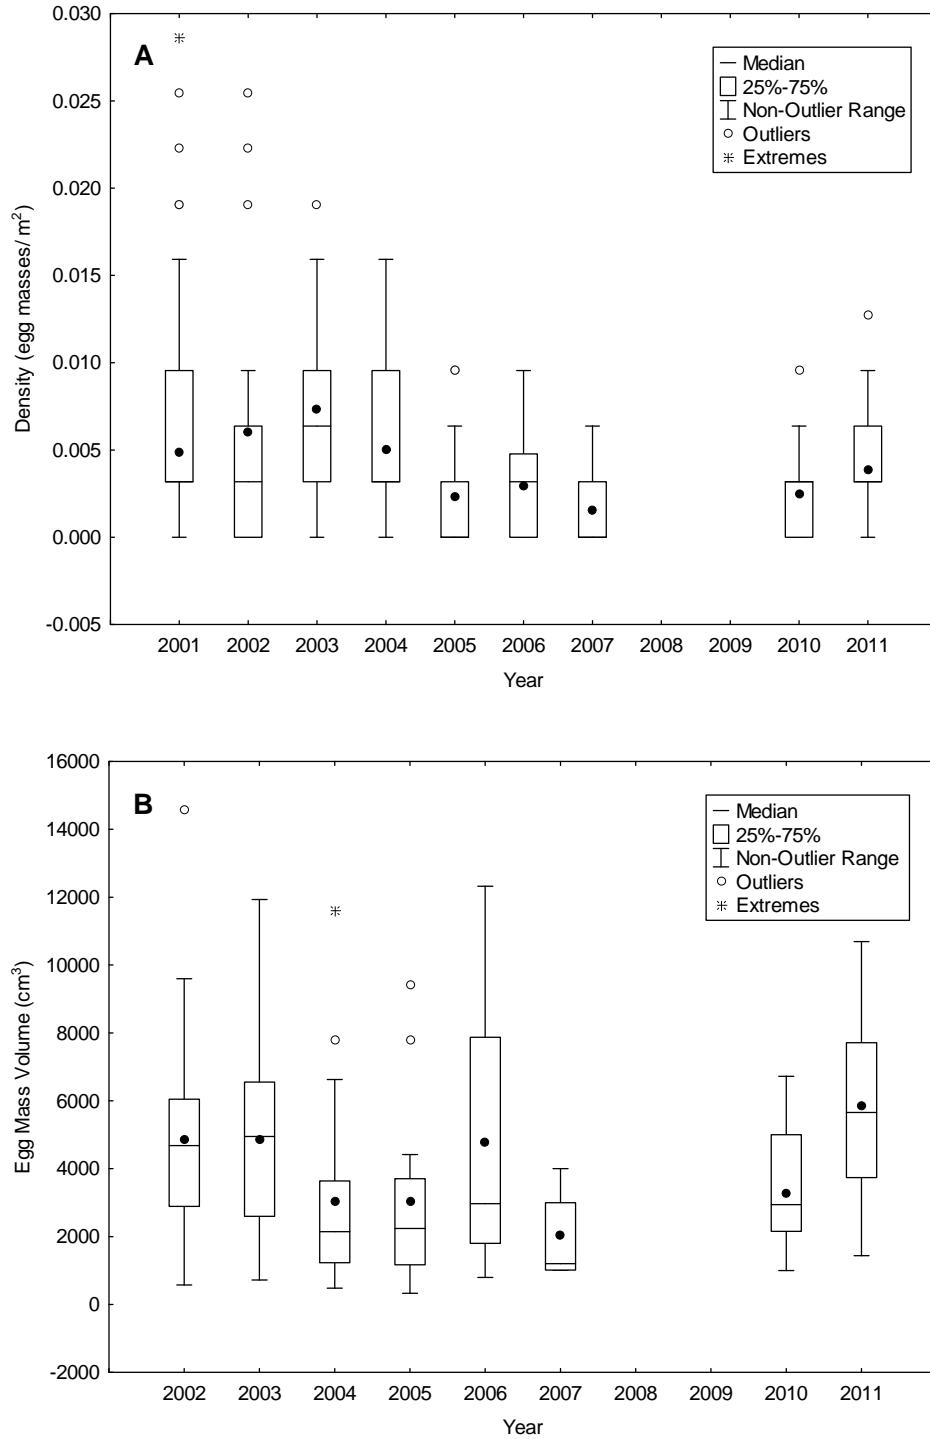 0.030
0.025
0.020
0.015
0.010
0.005
0.000
-0.005
Density (egg masses/ m²)
A
Median
25%-75%
Non-Outlier Range
Outliers
Extremes
2001 2002 2003 2004 2005 2006 2007 2008 2009 2010 2011
Year
16000
14000
12000
10000
8000
6000
4000
2000
0
-2000
Egg Mass Volume (cm³)
B
Median
25%-75%
Non-Outlier Range
Outliers
Extremes
2002 2003 2004 2005 2006 2007 2008 2009 2010 2011
Year